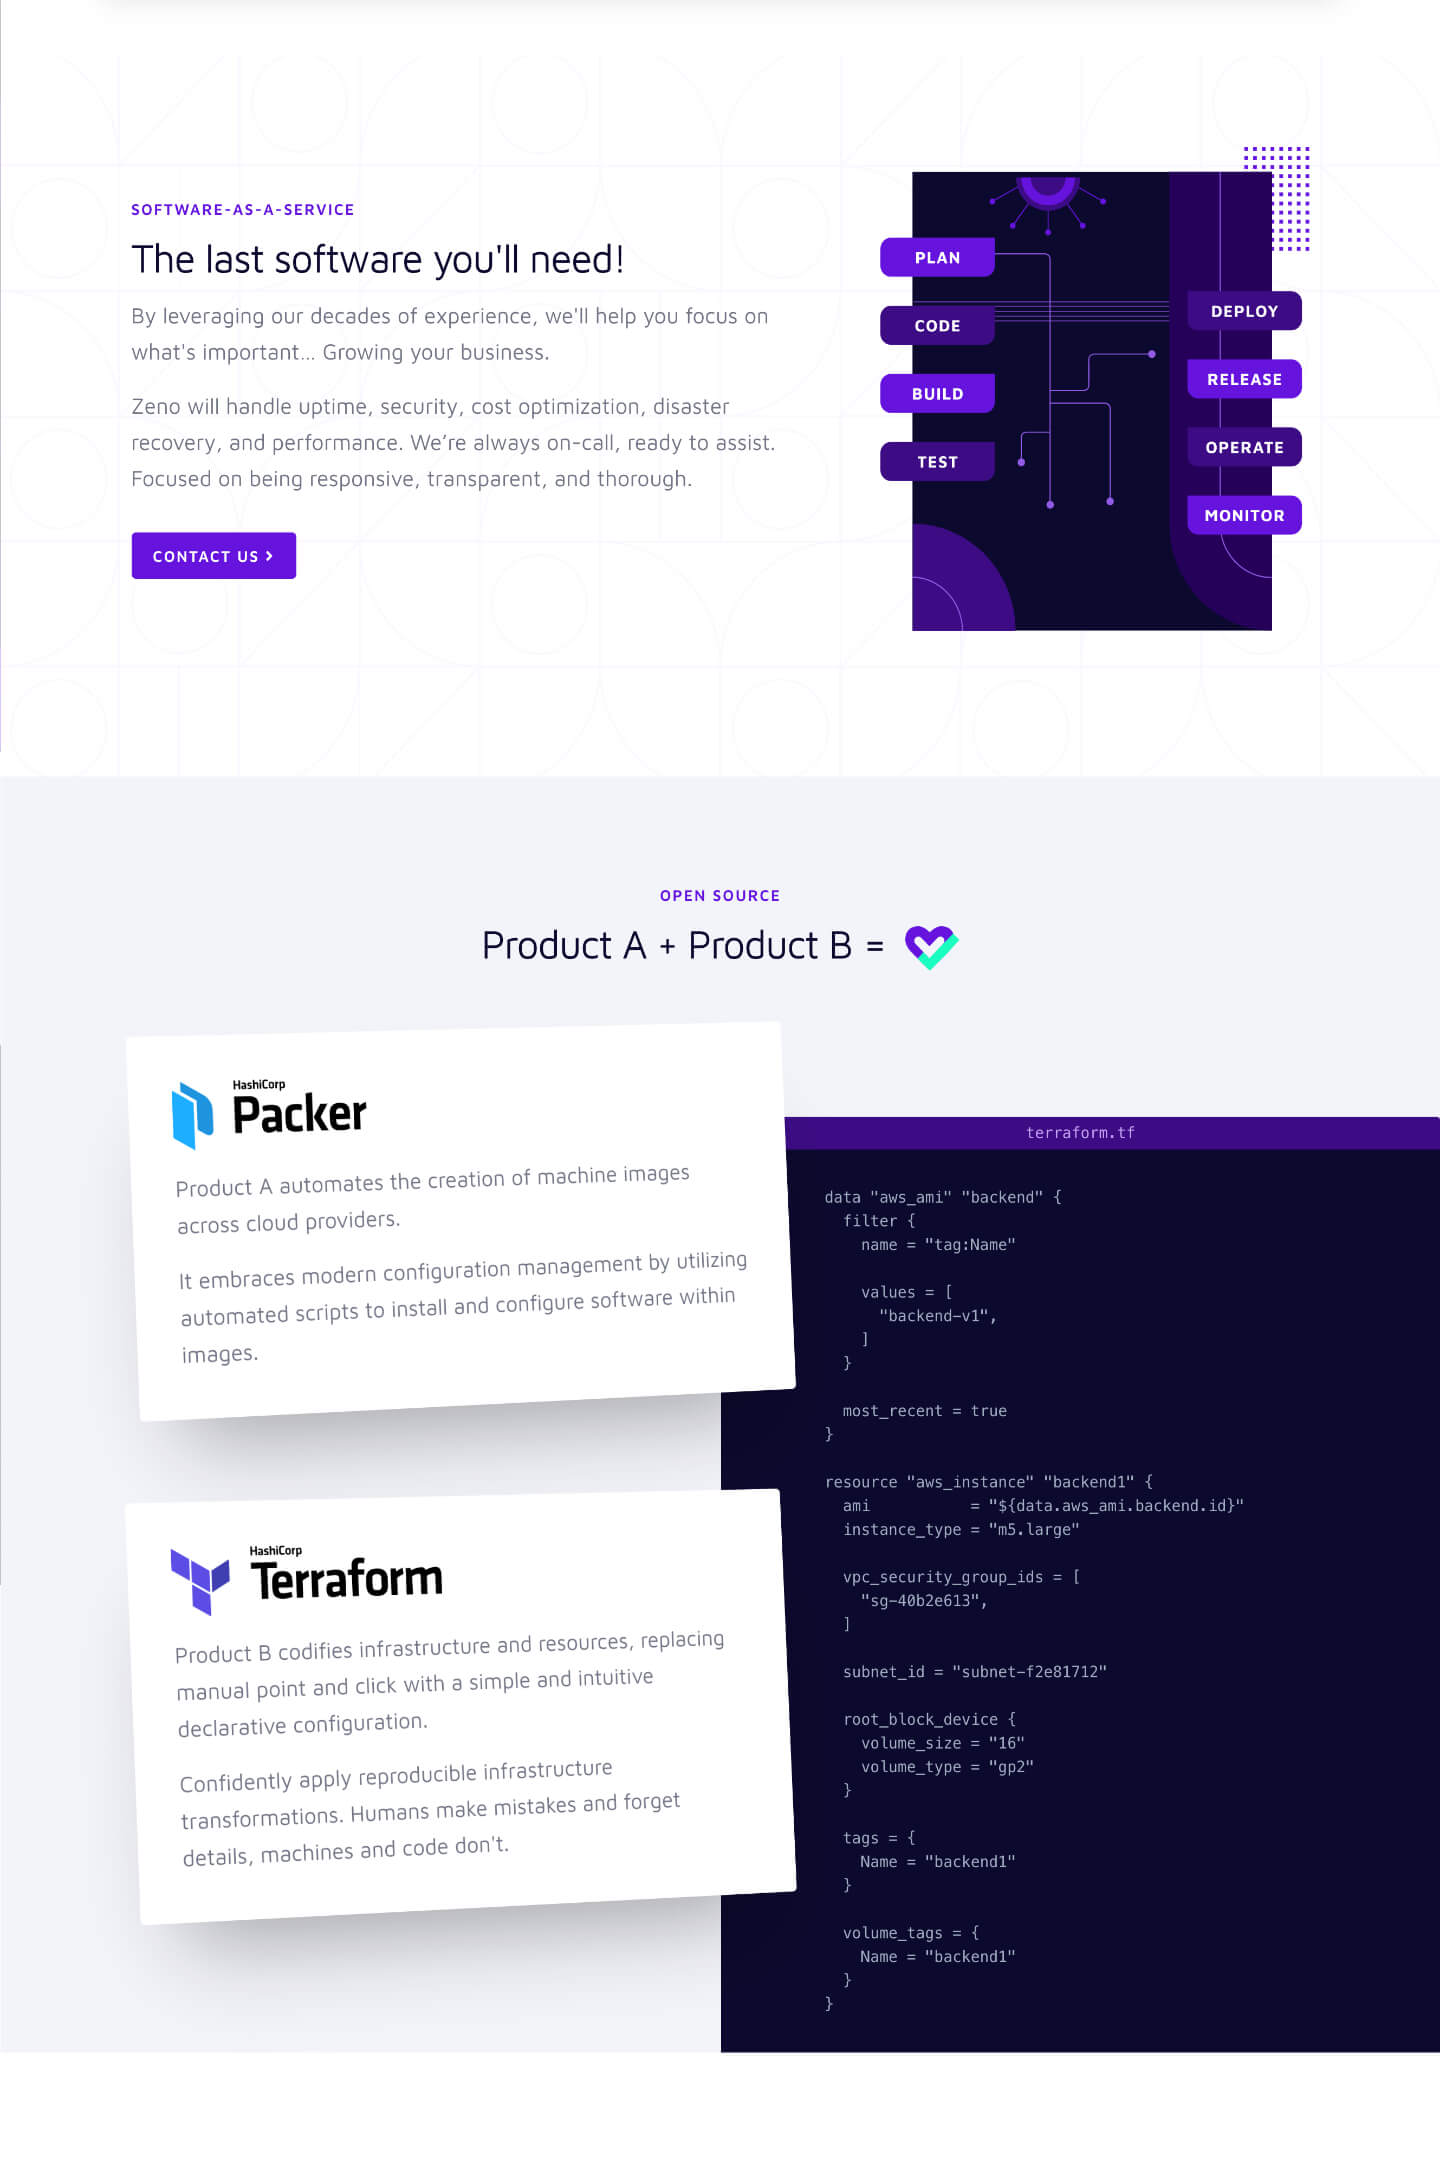 SOFTWARE-AS-A-SERVICE
The last software you'll need!
By leveraging our decades of experience, we'll help you focus on
what's important... Growing your business.
Zeno will handle uptime, security, cost optimization, disaster
recovery, and performance. We’re always on-call, ready to assist.
Focused on being responsive, transparent, and thorough.
CONTACT US
PLAN
CODE
BUILD
TEST
DEPLOY
RELEASE
OPERATE
MONITOR
OPEN SOURCE
Product A + Product B =
HashiCorp
Packer
Product A automates the creation of machine images
across cloud providers.
It embraces modern configuration management by utilizing
automated scripts to install and configure software within
images.
HashiCorp
Terraform
Product B codifies infrastructure and resources, replacing
manual point and click with a simple and intuitive
declarative configuration.
Confidently apply reproducible infrastructure
transformations. Humans make mistakes and forget
details, machines and code don't.
terraform.tf
data "aws_ami" "backend" {
  filter {
    name = "tag:Name"
    values = [
      "backend-v1",
    ]
  }
  most_recent = true
}
resource "aws_instance" "backend1" {
  ami           = "${data.aws_ami.backend.id}"
  instance_type = "m5.large"
  vpc_security_group_ids = [
    "sg-40b2e613",
  ]
  subnet_id = "subnet-f2e81712"
  root_block_device {
    volume_size = "16"
    volume_type = "gp2"
  }
  tags = {
    Name = "backend1"
  }
  volume_tags = {
    Name = "backend1"
  }
}